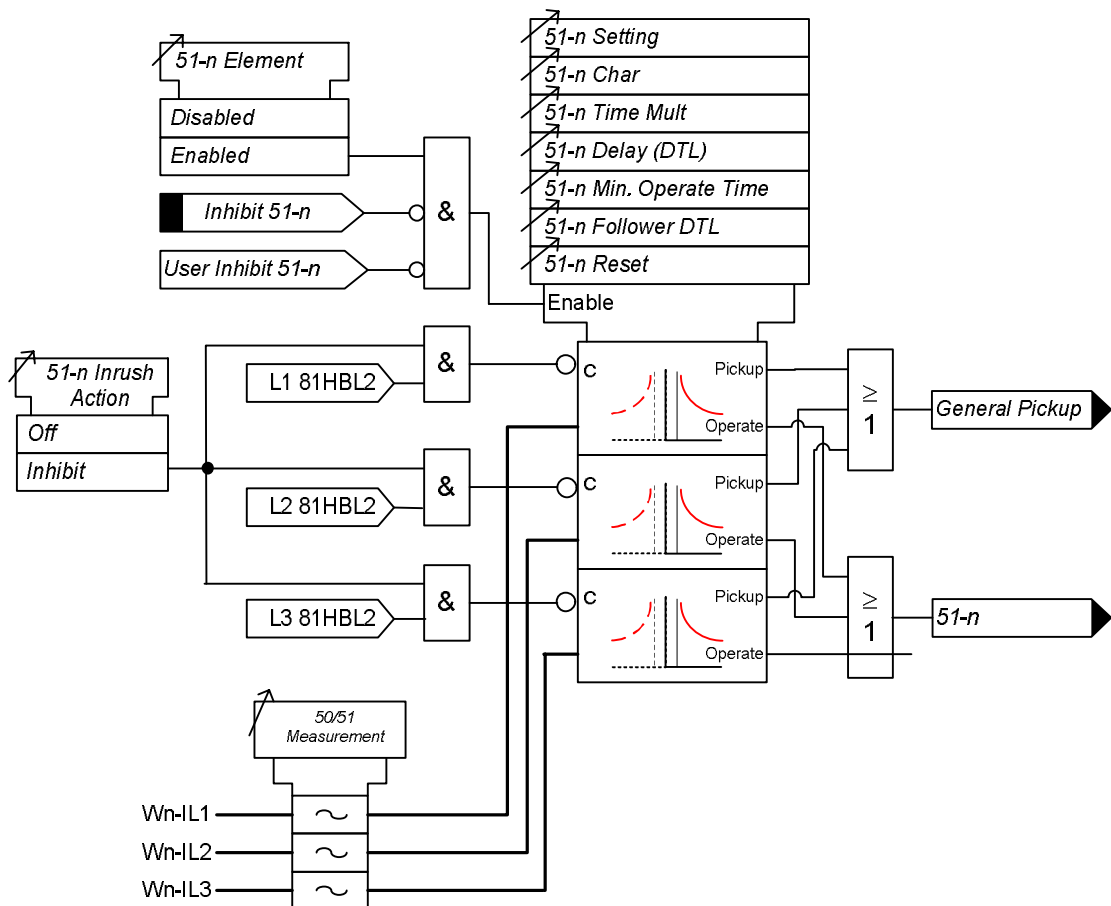 51-n Element
Disabled
Enabled
Inhibit 51-n
User Inhibit 51-n
&
51-n Setting
51-n Char
51-n Time Mult
51-n Delay (DTL)
51-n Min. Operate Time
51-n Follower DTL
51-n Reset
Enable
51-n Inrush
Action
Off
Inhibit
L1 81HBL2
&
L2 81HBL2
&
L3 81HBL2
&
C
Pickup
Operate
C
Pickup
Operate
C
Pickup
Operate
≥
1
General Pickup
≥
1
51-n
50/51
Measurement
Wn-IL1
Wn-IL2
Wn-IL3